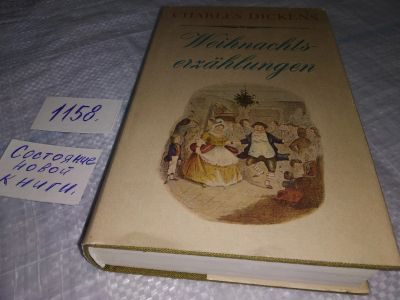 CHARLES DICKENS
Weihnachts-
erzählungen
1158.
Состояние
новой
книги.